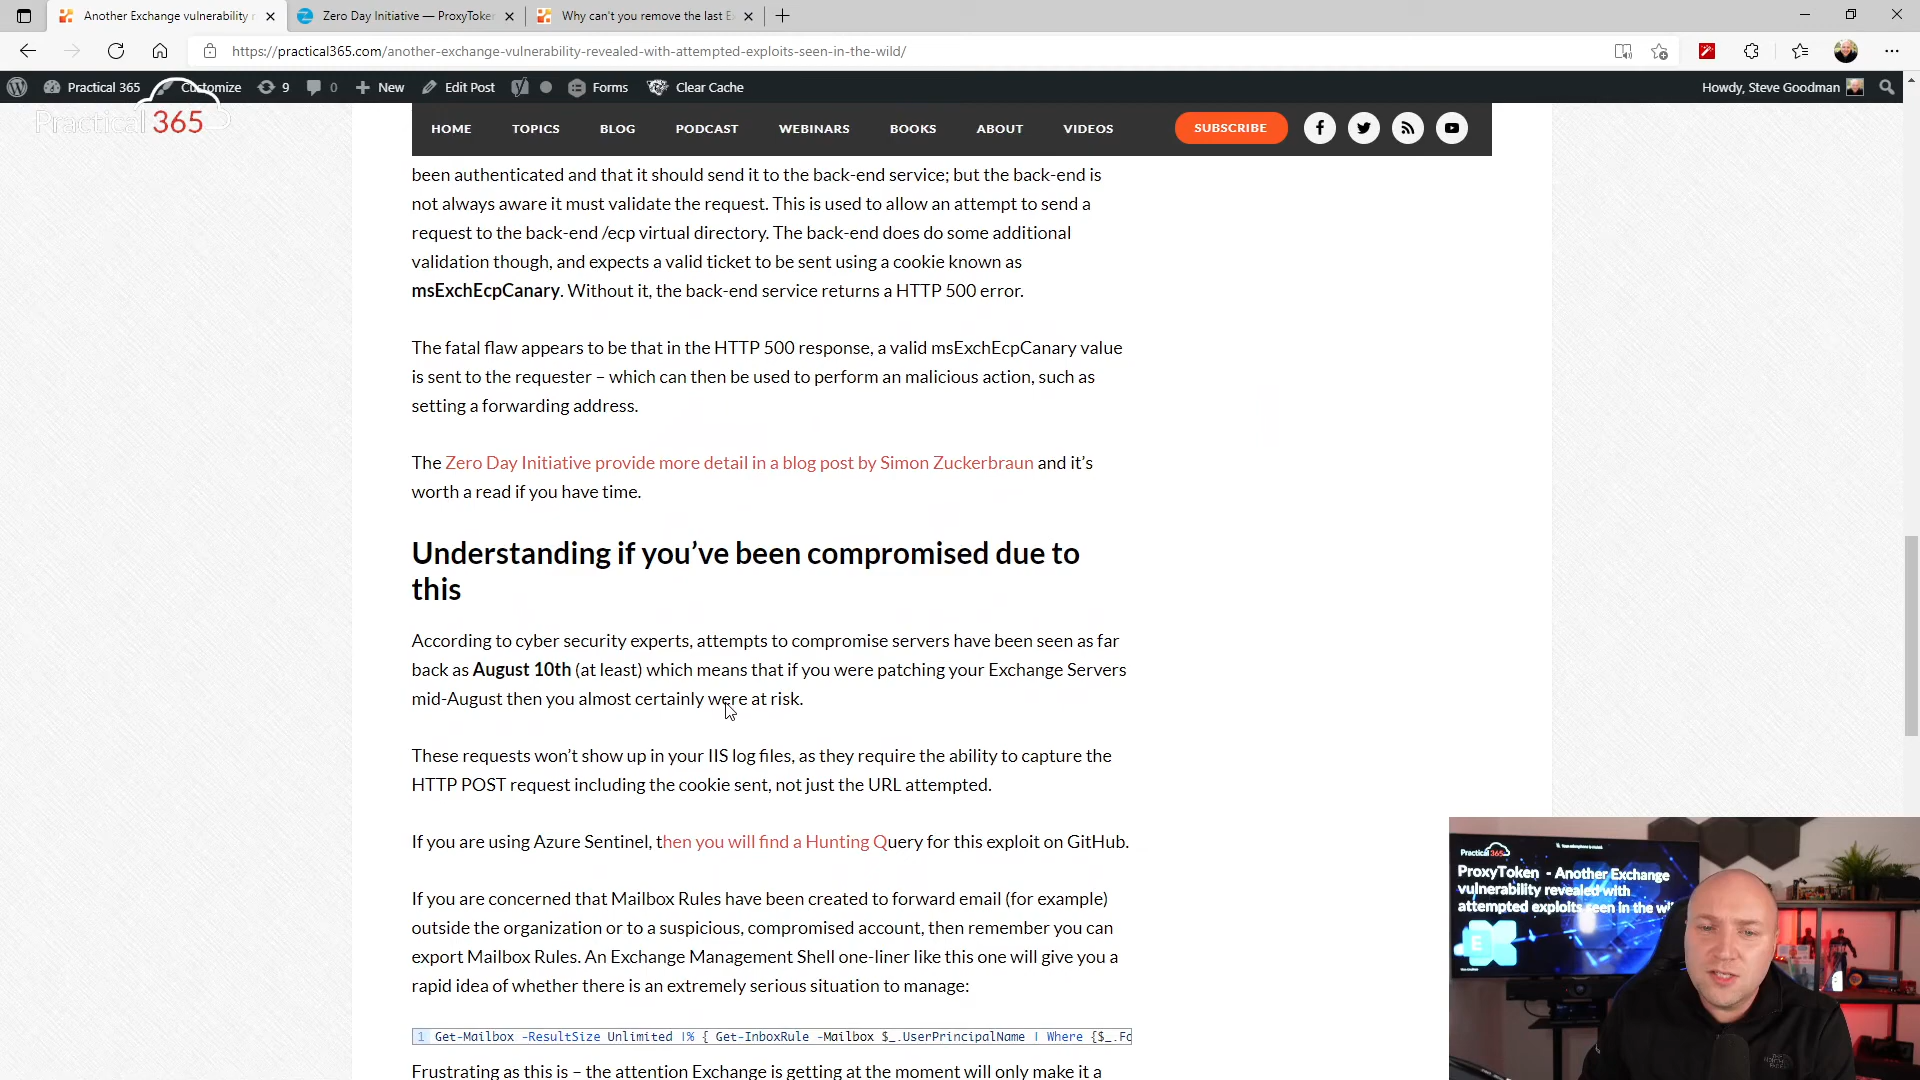 Another Exchange vulnerability r
Zero Day Initiative — ProxyToken
Why can't you remove the last Ex
https://practical365.com/another-exchange-vulnerability-revealed-with-attempted-exploits-seen-in-the-wild/
Practical 365
Customize
9
0
New
Edit Post
Forms
Clear Cache
Howdy, Steve Goodman
Practical 365
HOME
TOPICS
BLOG
PODCAST
WEBINARS
BOOKS
ABOUT
VIDEOS
SUBSCRIBE
been authenticated and that it should send it to the back-end service; but the back-end is
not always aware it must validate the request. This is used to allow an attempt to send a
request to the back-end /ecp virtual directory. The back-end does do some additional
validation though, and expects a valid ticket to be sent using a cookie known as
msExchEcpCanary. Without it, the back-end service returns a HTTP 500 error.
The fatal flaw appears to be that in the HTTP 500 response, a valid msExchEcpCanary value
is sent to the requester – which can then be used to perform an malicious action, such as
setting a forwarding address.
The Zero Day Initiative provide more detail in a blog post by Simon Zuckerbraun and it's
worth a read if you have time.
Understanding if you've been compromised due to
this
According to cyber security experts, attempts to compromise servers have been seen as far
back as August 10th (at least) which means that if you were patching your Exchange Servers
mid-August then you almost certainly were at risk.
These requests won't show up in your IIS log files, as they require the ability to capture the
HTTP POST request including the cookie sent, not just the URL attempted.
If you are using Azure Sentinel, then you will find a Hunting Query for this exploit on GitHub.
If you are concerned that Mailbox Rules have been created to forward email (for example)
outside the organization or to a suspicious, compromised account, then remember you can
export Mailbox Rules. An Exchange Management Shell one-liner like this one will give you a
rapid idea of whether there is an extremely serious situation to manage:
1 Get-Mailbox -ResultSize Unlimited |% { Get-InboxRule -Mailbox $_.UserPrincipalName | Where {$_.Fo
Frustrating as this is – the attention Exchange is getting at the moment will only make it a
Practical 365
ProxyToken - Another Exchange
vulnerability revealed with
attempted exploits seen in the wil
E